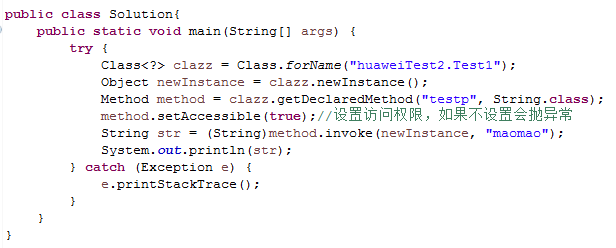 public class Solution{
    public static void main(String[] args) {
        try {
            Class<?> clazz = Class.forName("huaweiTest2.Test1");
            Object newInstance = clazz.newInstance();
            Method method = clazz.getDeclaredMethod("testp", String.class);
            method.setAccessible(true);//设置访问权限，如果不设置会抛异常
            String str = (String)method.invoke(newInstance, "maomao");
            System.out.println(str);
        } catch (Exception e) {
            e.printStackTrace();
        }
    }
}